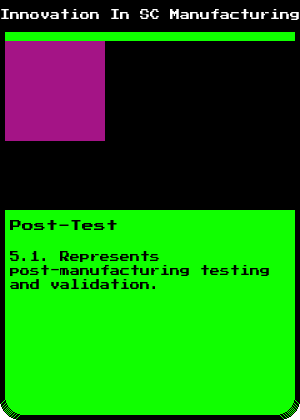 Innovation In SC Manufacturing
Post-Test
5.1. Represents
post-manufacturing testing
and validation.